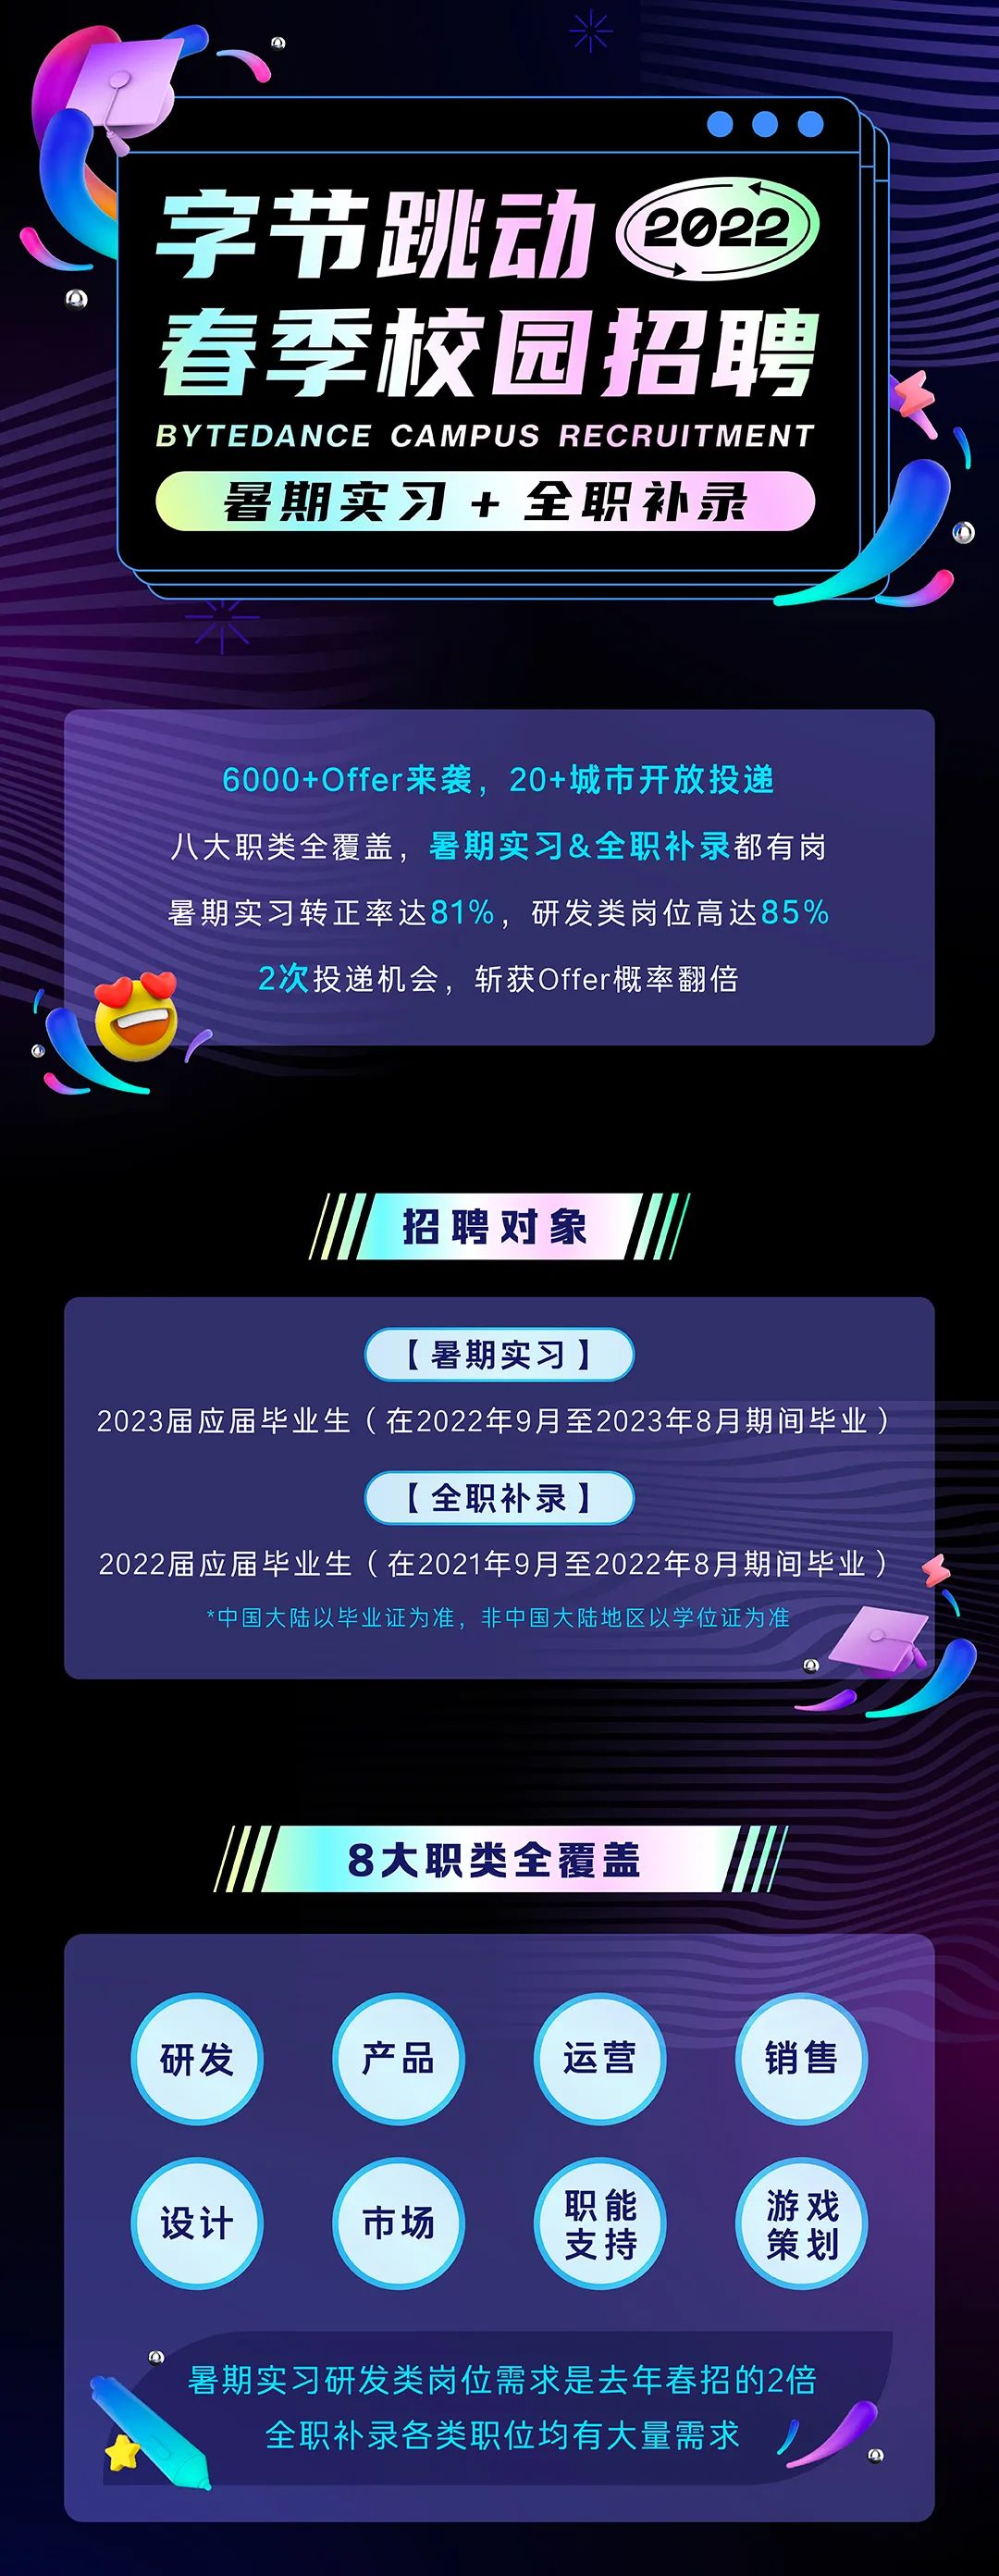 字节跳动 2022
春季校园招聘
BYTEDANCE CAMPUS RECRUITMENT
暑期实习 + 全职补录
6000+Offer来袭，20+城市开放投递
八大职类全覆盖，暑期实习&全职补录都有岗
暑期实习转正率达81%，研发类岗位高达85%
2次投递机会，斩获Offer概率翻倍
招聘对象
【暑期实习】
2023届应届毕业生（在2022年9月至2023年8月期间毕业）
【全职补录】
2022届应届毕业生（在2021年9月至2022年8月期间毕业）
*中国大陆以毕业证为准，非中国大陆地区以学位证为准
8大职类全覆盖
研发 产品 运营 销售
设计 市场 职能 游戏
支持 策划
暑期实习研发类岗位需求是去年春招的2倍
全职补录各类职位均有大量需求